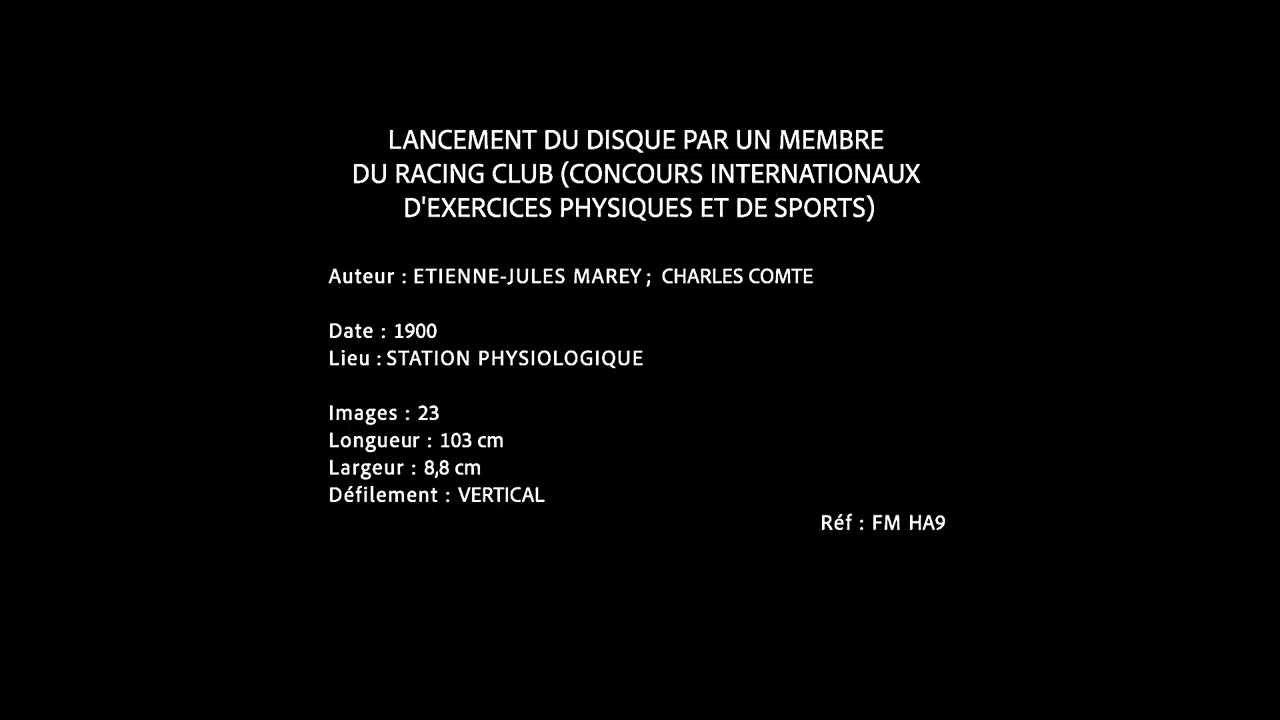 LANCEMENT DU DISQUE PAR UN MEMBRE
DU RACING CLUB (CONCOURS INTERNATIONAUX
D'EXERCICES PHYSIQUES ET DE SPORTS)
Auteur : ETIENNE-JULES MAREY ; CHARLES COMTE
Date : 1900
Lieu : STATION PHYSIOLOGIQUE
Images : 23
Longueur : 103 cm
Largeur : 8,8 cm
Défilement : VERTICAL
Réf : FM HA9